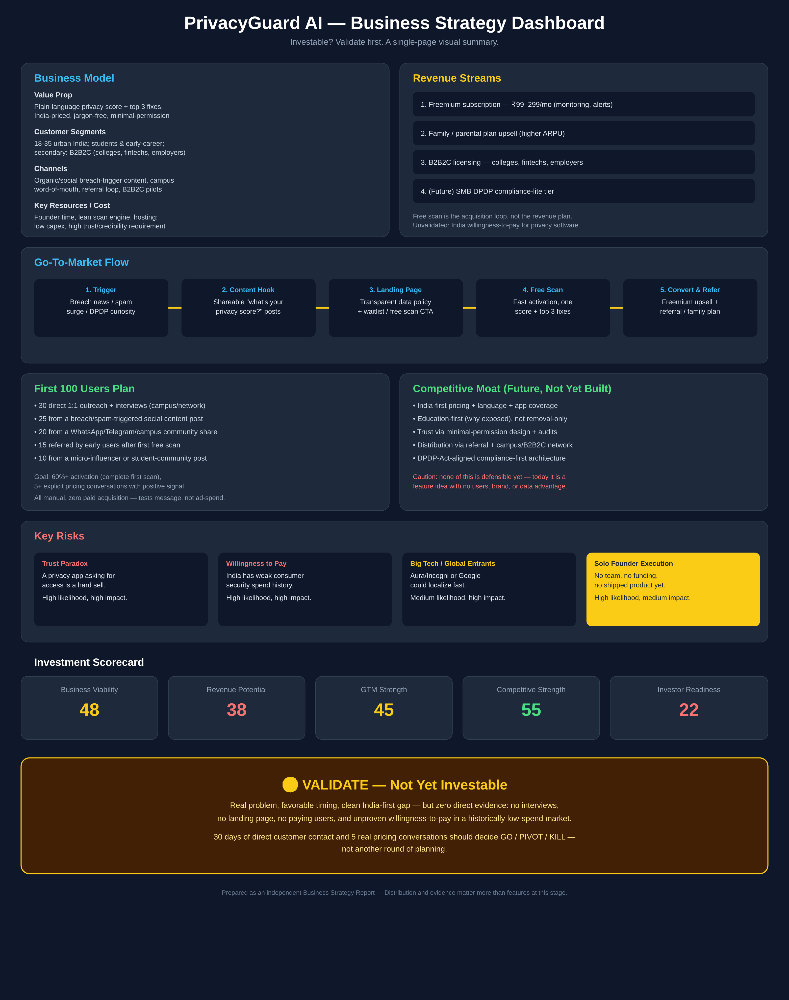 PrivacyGuard AI — Business Strategy Dashboard
Investable? Validate first. A single-page visual summary.
Business Model
Value Prop
Plain-language privacy score + top 3 fixes,
India-priced, jargon-free, minimal-permission
Customer Segments
18-35 urban India; students & early-career;
secondary: B2B2C (colleges, fintechs, employers)
Channels
Organic/social breach-trigger content, campus
word-of-mouth, referral loop, B2B2C pilots
Key Resources / Cost
Founder time, lean scan engine, hosting;
low capex, high trust/credibility requirement
Revenue Streams
1. Freemium subscription — ₹99–299/mo (monitoring, alerts)
2. Family / parental plan upsell (higher ARPU)
3. B2B2C licensing — colleges, fintechs, employers
4. (Future) SMB DPDP compliance-lite tier
Free scan is the acquisition loop, not the revenue plan.
Unvalidated: India willingness-to-pay for privacy software.
Go-To-Market Flow
1. Trigger
Breach news / spam
surge / DPDP curiosity
2. Content Hook
Shareable "what's your
privacy score?" posts
3. Landing Page
Transparent data policy
+ waitlist / free scan CTA
4. Free Scan
Fast activation, one
score + top 3 fixes
5. Convert & Refer
Freemium upsell +
referral / family plan
First 100 Users Plan
• 30 direct 1:1 outreach + interviews (campus/network)
• 25 from a breach/spam-triggered social content post
• 20 from a WhatsApp/Telegram/campus community share
• 15 referred by early users after first free scan
• 10 from a micro-influencer or student-community post
Goal: 60%+ activation (complete first scan),
5+ explicit pricing conversations with positive signal
All manual, zero paid acquisition — tests message, not ad-spend.
Competitive Moat (Future, Not Yet Built)
• India-first pricing + language + app coverage
• Education-first (why exposed), not removal-only
• Trust via minimal-permission design + audits
• Distribution via referral + campus/B2B2C network
• DPDP-Act-aligned compliance-first architecture
Caution: none of this is defensible yet — today it is a
feature idea with no users, brand, or data advantage.
Key Risks
Trust Paradox
A privacy app asking for
access is a hard sell.
High likelihood, high impact.
Willingness to Pay
India has weak consumer
security spend history.
High likelihood, high impact.
Big Tech / Global Entrants
Aura/Incogni or Google
could localize fast.
Medium likelihood, high impact.
Solo Founder Execution
No team, no funding,
no shipped product yet.
High likelihood, medium impact.
Investment Scorecard
Business Viability
48
Revenue Potential
38
GTM Strength
45
Competitive Strength
55
Investor Readiness
22
VALIDATE — Not Yet Investable
Real problem, favorable timing, clean India-first gap — but zero direct evidence: no interviews,
no landing page, no paying users, and unproven willingness-to-pay in a historically low-spend market.
30 days of direct customer contact and 5 real pricing conversations should decide GO / PIVOT / KILL —
not another round of planning.
Prepared as an independent Business Strategy Report — Distribution and evidence matter more than features at this stage.